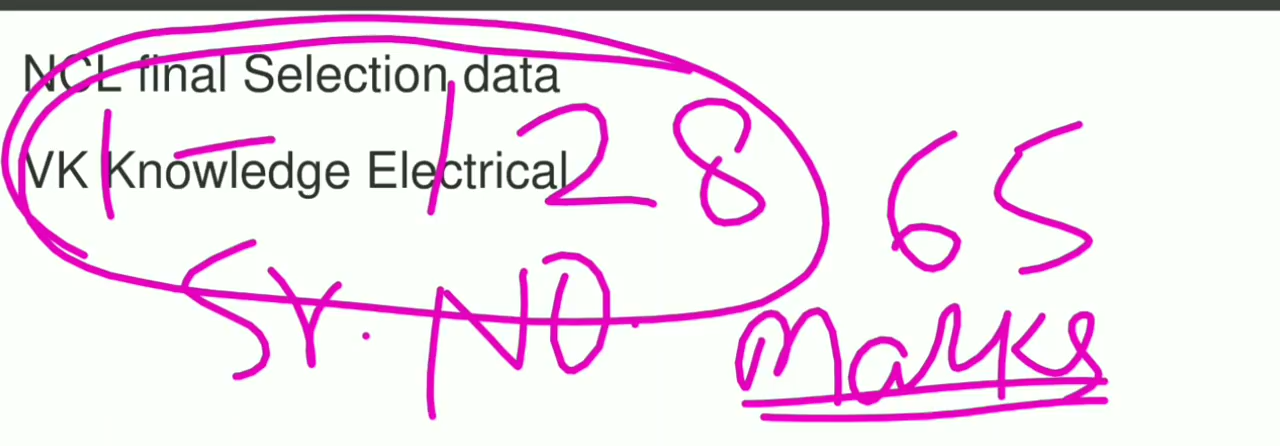 NCL final Selection data
1 - 128
VK Knowledge Electrical
65
Sr. NO.
Marks